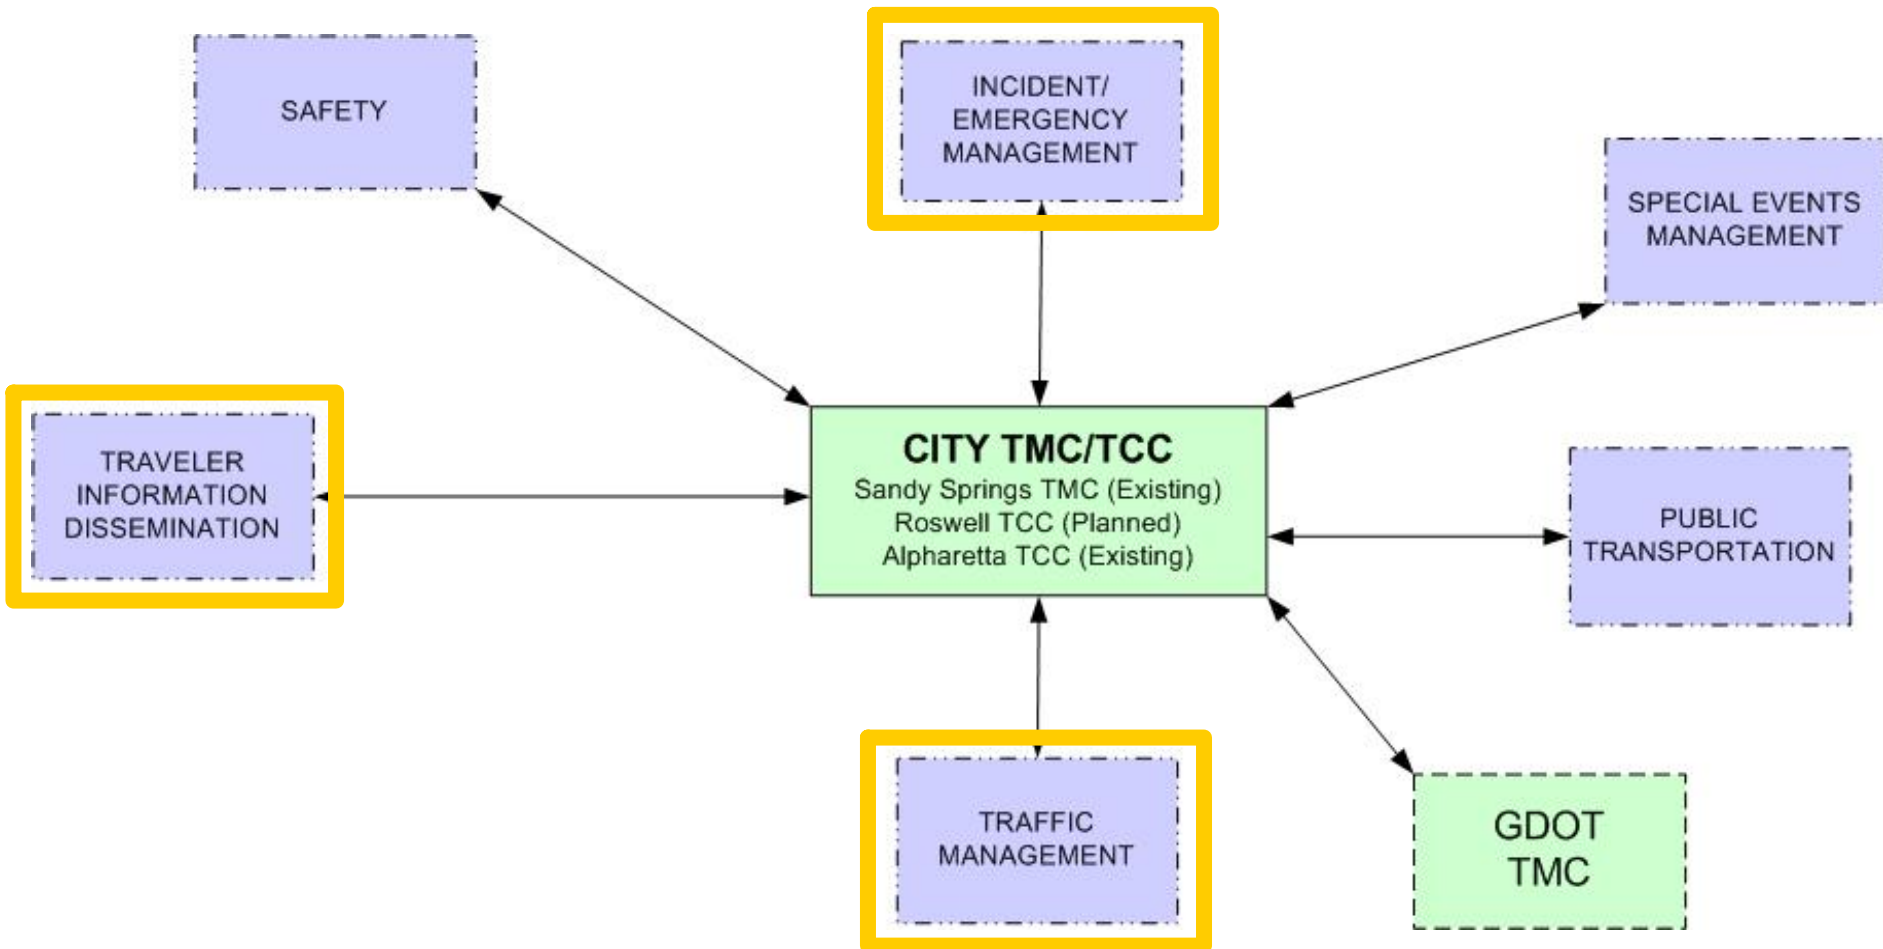 SAFETY
INCIDENT/
EMERGENCY
MANAGEMENT
SPECIAL EVENTS
MANAGEMENT
TRAVELER
INFORMATION
DISSEMINATION
CITY TMC/TCC
Sandy Springs TMC (Existing)
Roswell TCC (Planned)
Alpharetta TCC (Existing)
PUBLIC
TRANSPORTATION
TRAFFIC
MANAGEMENT
GDOT
TMC